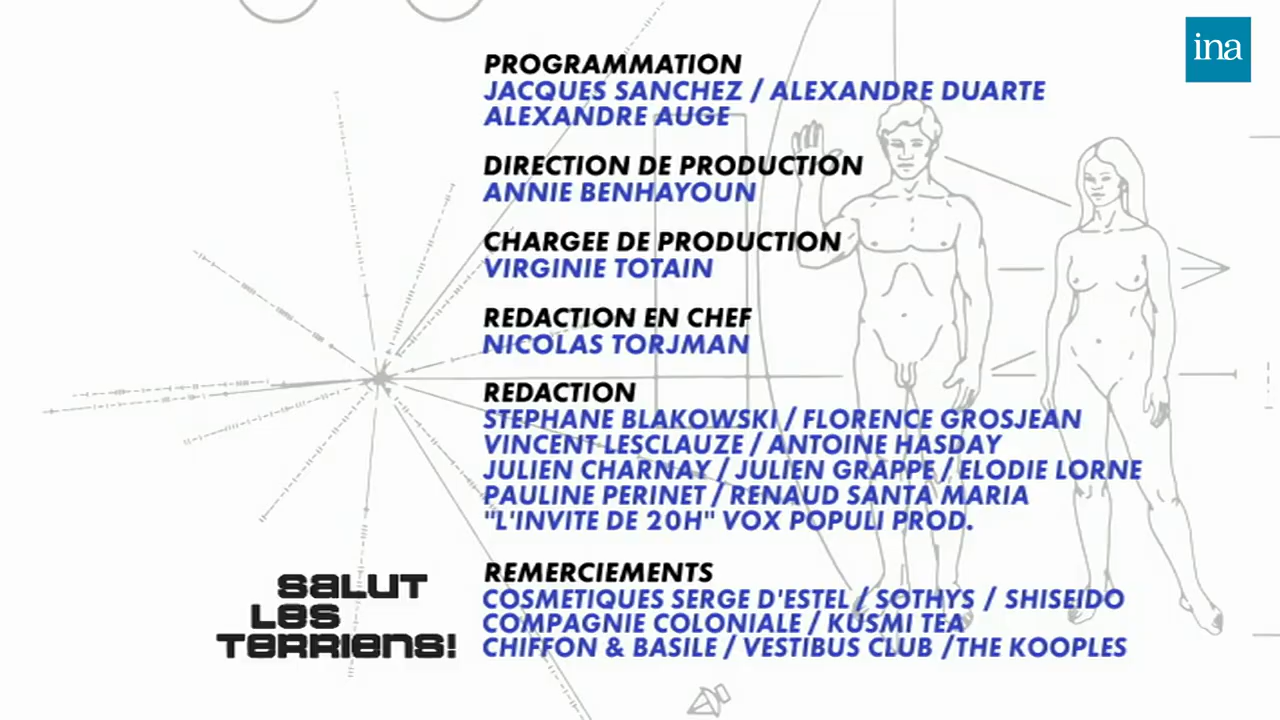 ina
PROGRAMMATION
JACQUES SANCHEZ / ALEXANDRE DUARTE
ALEXANDRE AUGE
DIRECTION DE PRODUCTION
ANNIE BENHAYOUN
CHARGEE DE PRODUCTION
VIRGINIE TOTAIN
REDACTION EN CHEF
NICOLAS TORJMAN
REDACTION
STEPHANE BLAKOWSKI / FLORENCE GROSJEAN
VINCENT LESCLAUZE / ANTOINE HASDAY
JULIEN CHARNAY / JULIEN GRAPPE / ELODIE LORNE
PAULINE PERINET / RENAUD SANTA MARIA
"L'INVITE DE 20H" VOX POPULI PROD.
REMERCIEMENTS
COSMETIQUES SERGE D'ESTEL / SOTHYS / SHISEIDO
COMPAGNIE COLONIALE / KUSMI TEA
CHIFFON & BASILE / VESTIBUS CLUB /THE KOOPLES
SALUT
LES
TERRIENS!